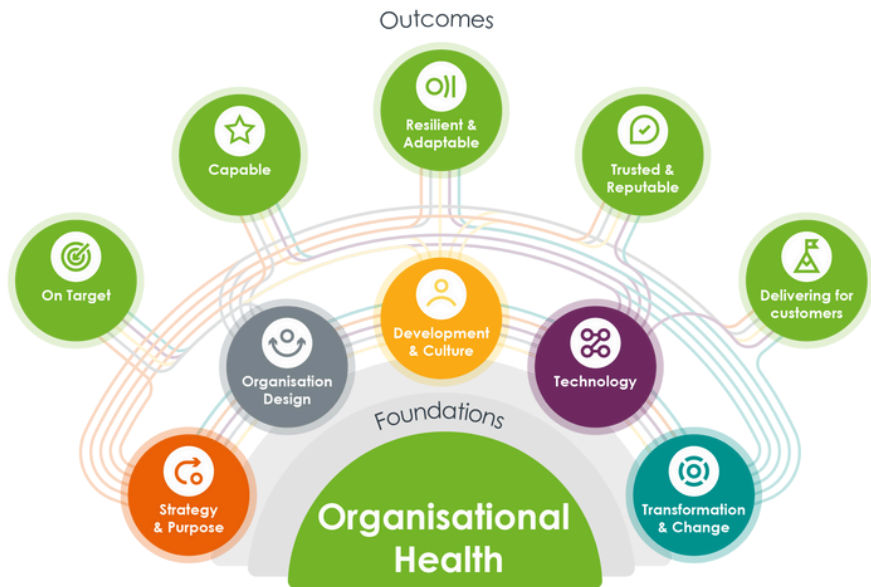 Outcomes
Resilient &
Adaptable
Capable
Trusted &
Reputable
On Target
Delivering for
customers
Development
& Culture
Organisation
Design
Technology
Foundations
Strategy
& Purpose
Transformation
& Change
Organisational
Health